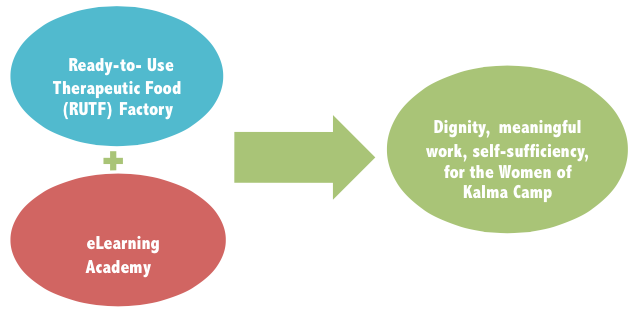 Ready-to- Use
Therapeutic Food
(RUTF) Factory
+
eLearning
Academy
Dignity, meaningful
work, self-sufficiency,
for the Women of
Kalma Camp